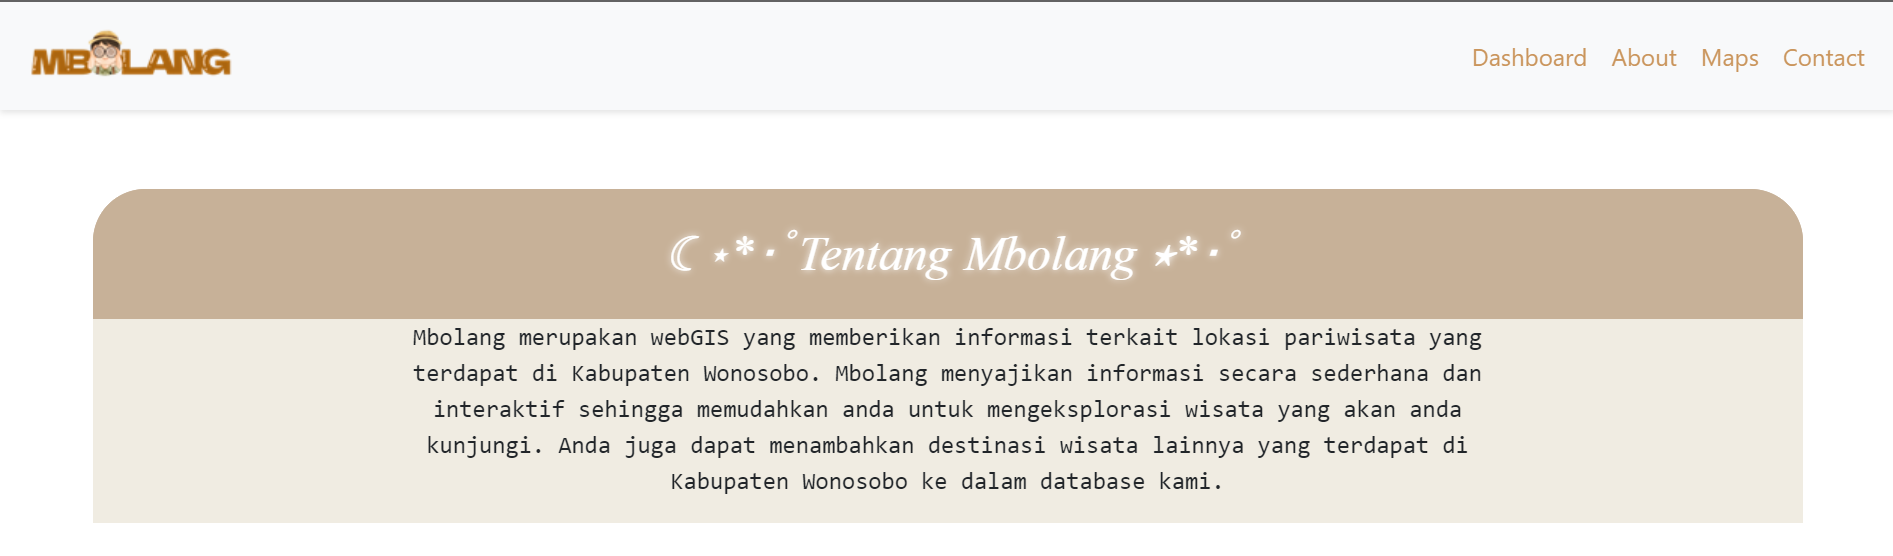 MBOLANG
Dashboard About Maps Contact
☾⋆*･ﾟTentang Mbolang ⋆*･ﾟ
Mbolang merupakan webGIS yang memberikan informasi terkait lokasi pariwisata yang
terdapat di Kabupaten Wonosobo. Mbolang menyajikan informasi secara sederhana dan
interaktif sehingga memudahkan anda untuk mengeksplorasi wisata yang akan anda
kunjungi. Anda juga dapat menambahkan destinasi wisata lainnya yang terdapat di
Kabupaten Wonosobo ke dalam database kami.